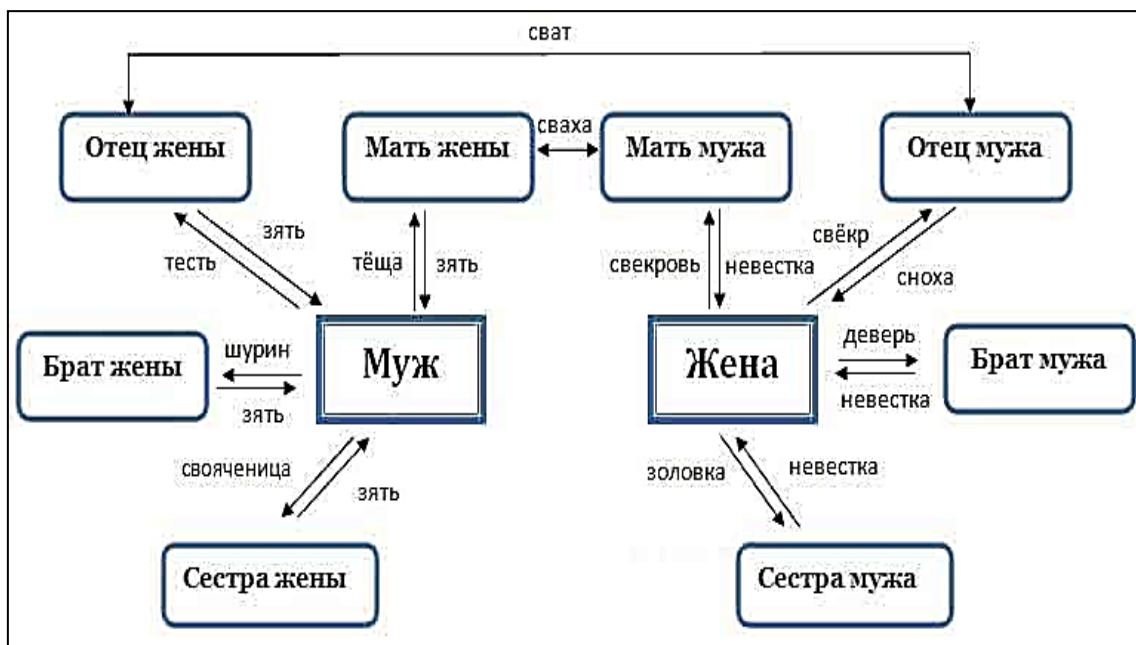 сват
Отец жены
Мать жены
сваха
Мать мужа
Отец мужа
тесть
зять
тёща
зять
свекровь
невестка
свёкр
сноха
Брат жены
шурин
зять
Муж
Жена
деверь
невестка
Брат мужа
свояченица
зять
золовка
невестка
Сестра жены
Сестра мужа